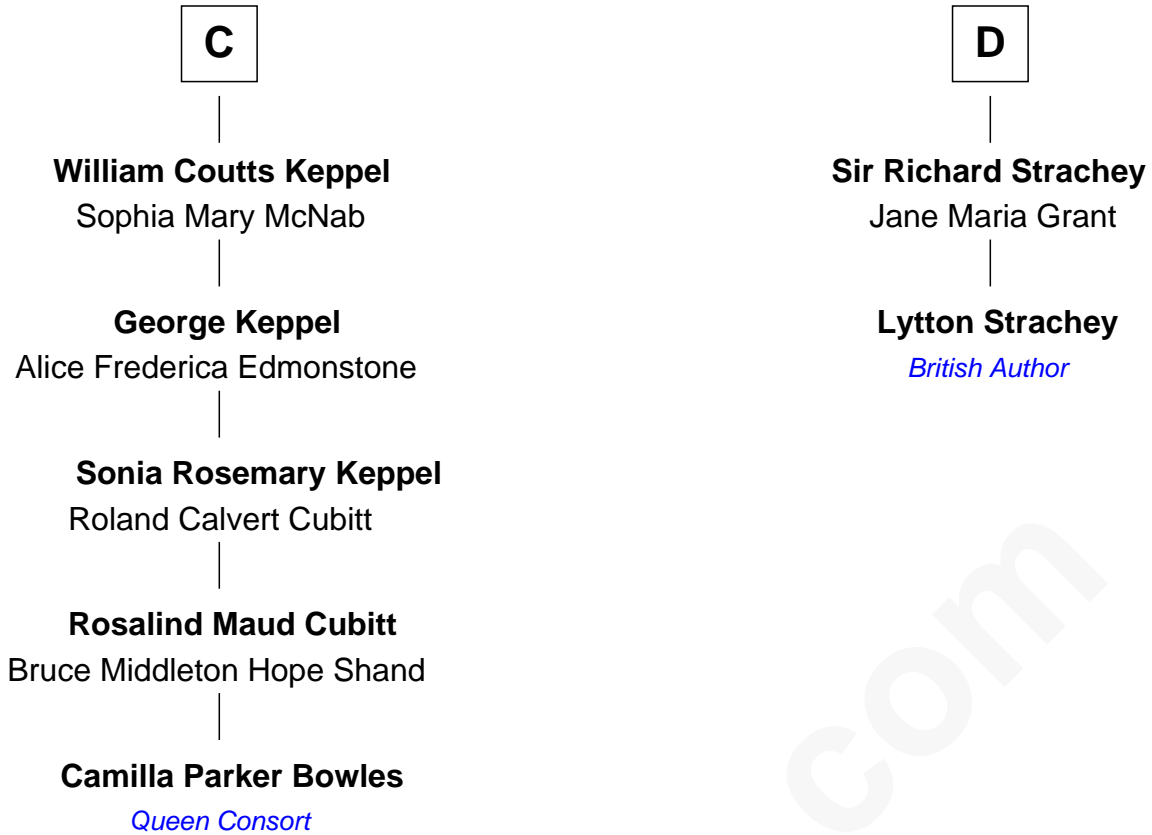 C
William Coutts Keppel
Sophia Mary McNab
George Keppel
Alice Frederica Edmonstone
Sonia Rosemary Keppel
Roland Calvert Cubitt
Rosalind Maud Cubitt
Bruce Middleton Hope Shand
Camilla Parker Bowles
Queen Consort
D
Sir Richard Strachey
Jane Maria Grant
Lytton Strachey
British Author
com